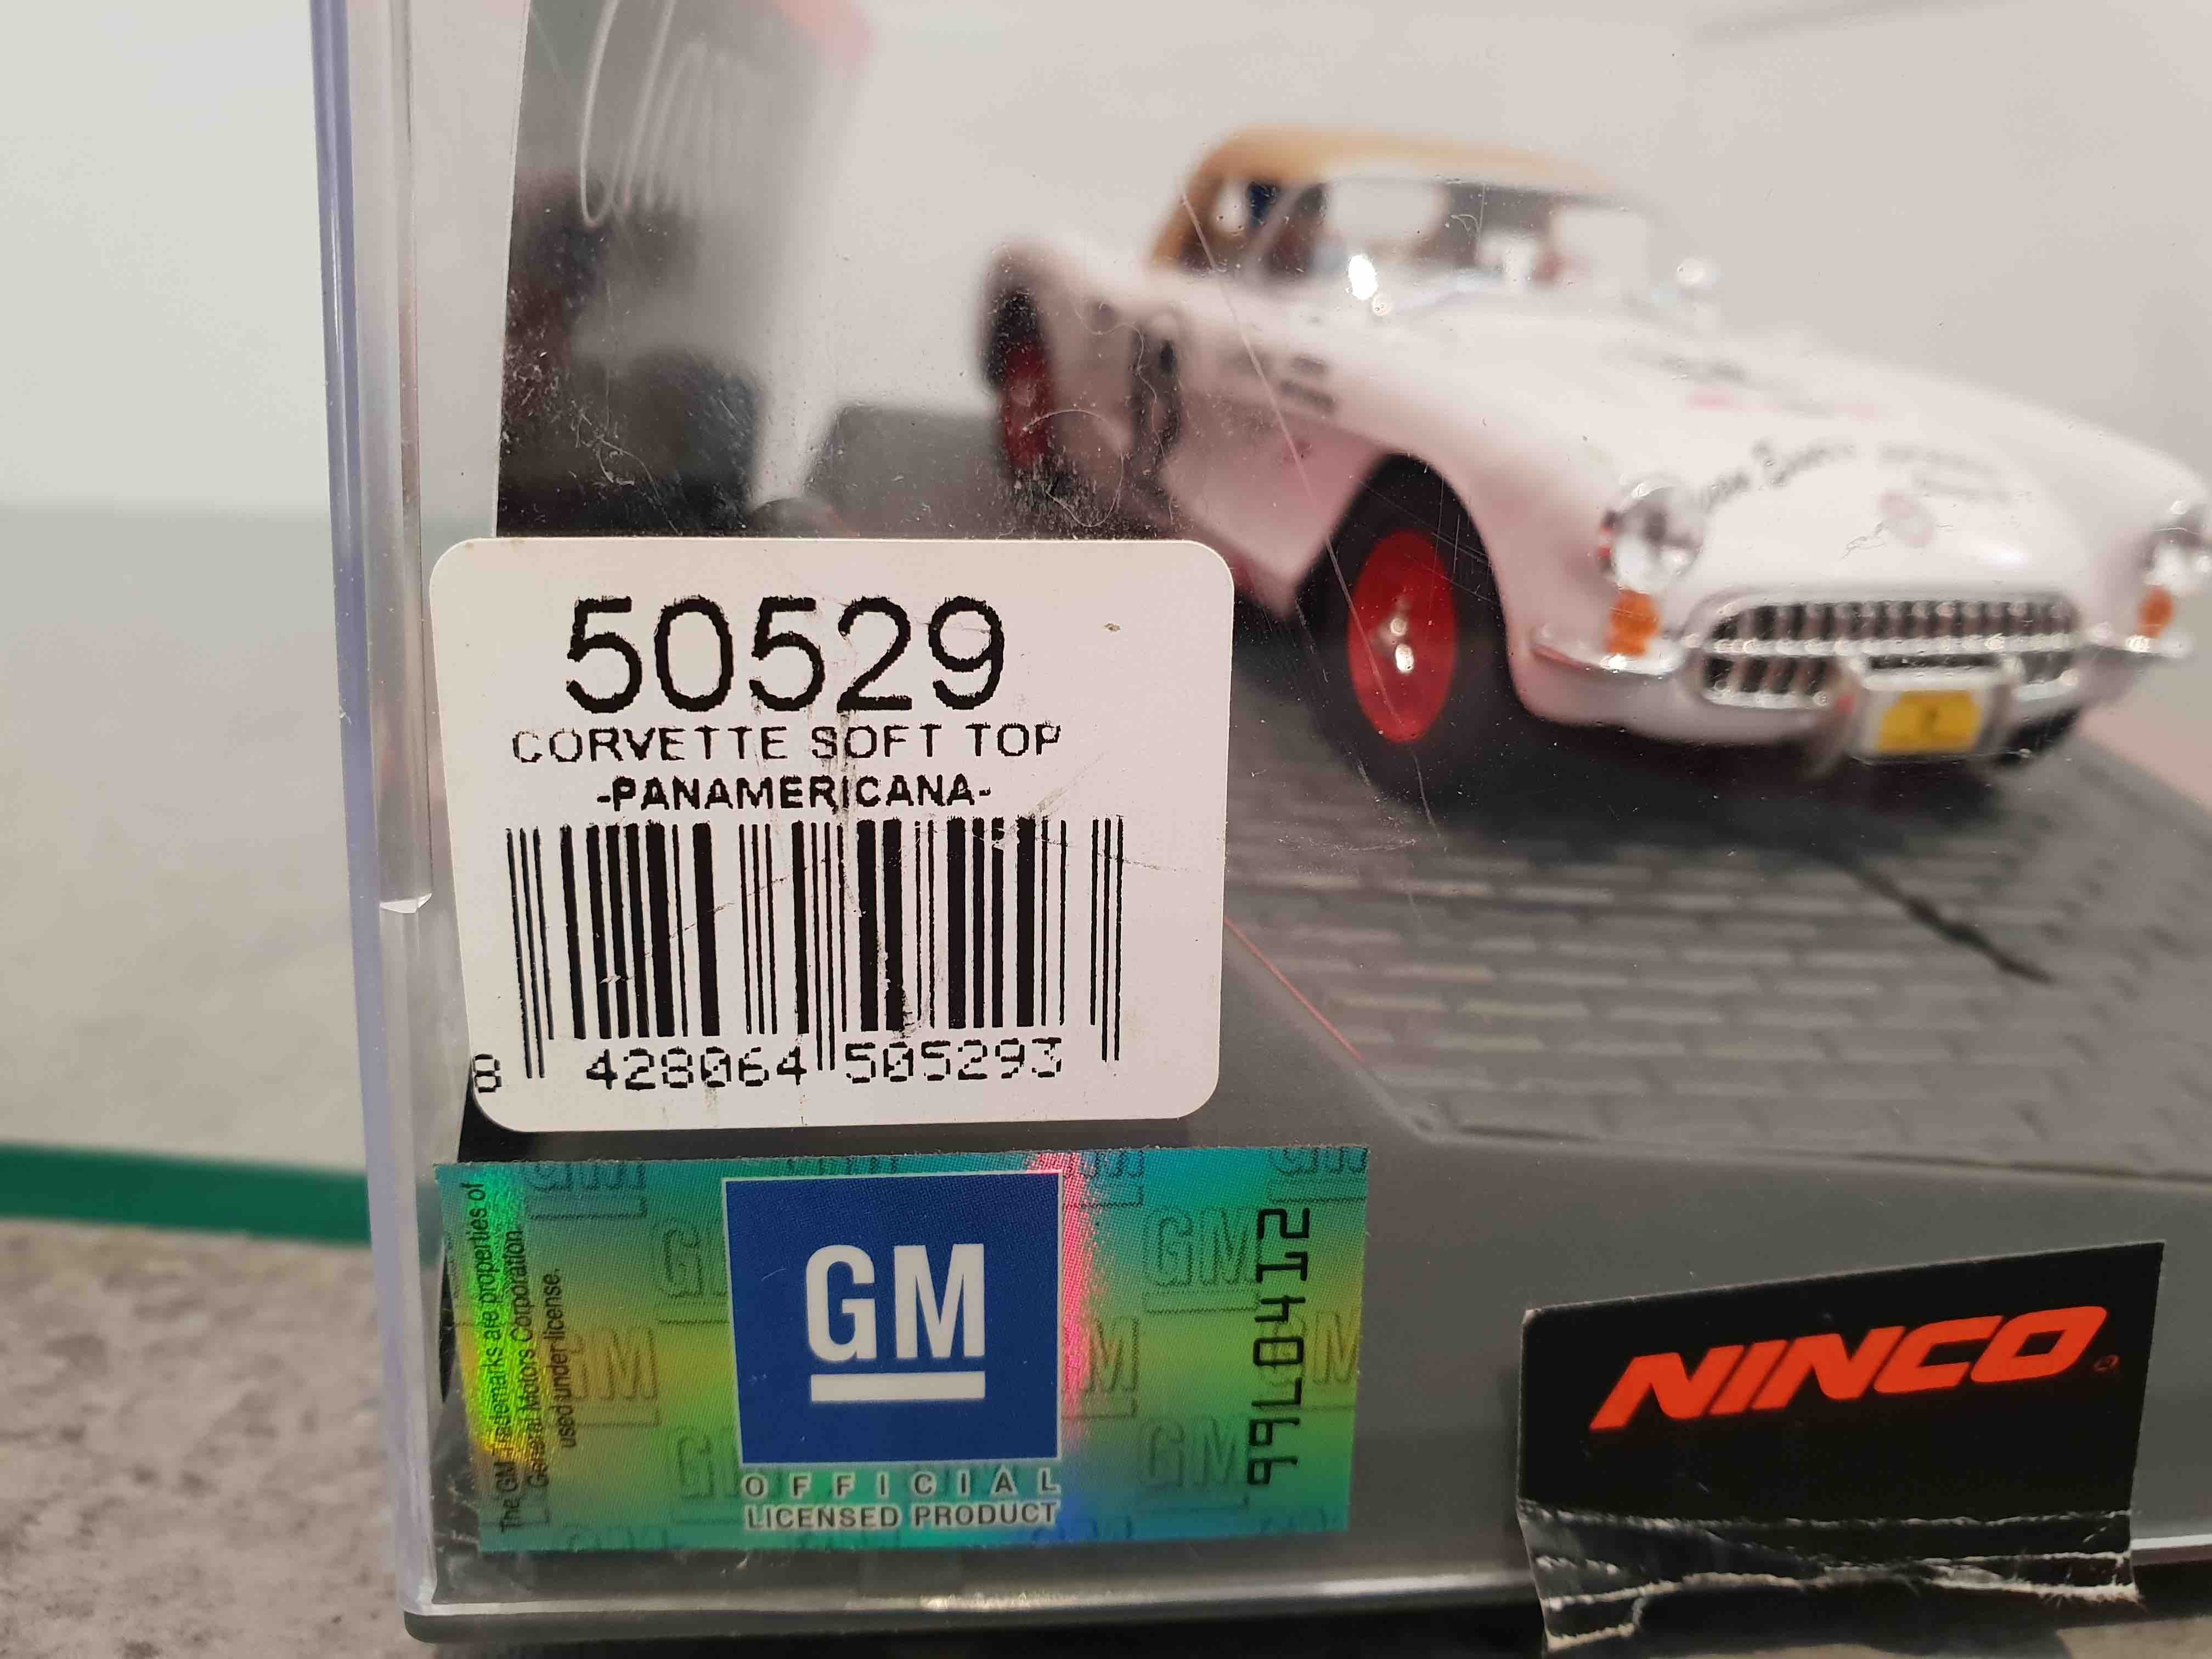 50529
CORVETTE SOFT TOP
-PANAMERICANA-
8 428064 505293
The GM Trademarks are properties of
General Motors Corporation
used under license.
GM
OFFICIAL
LICENSED PRODUCT
NINCO